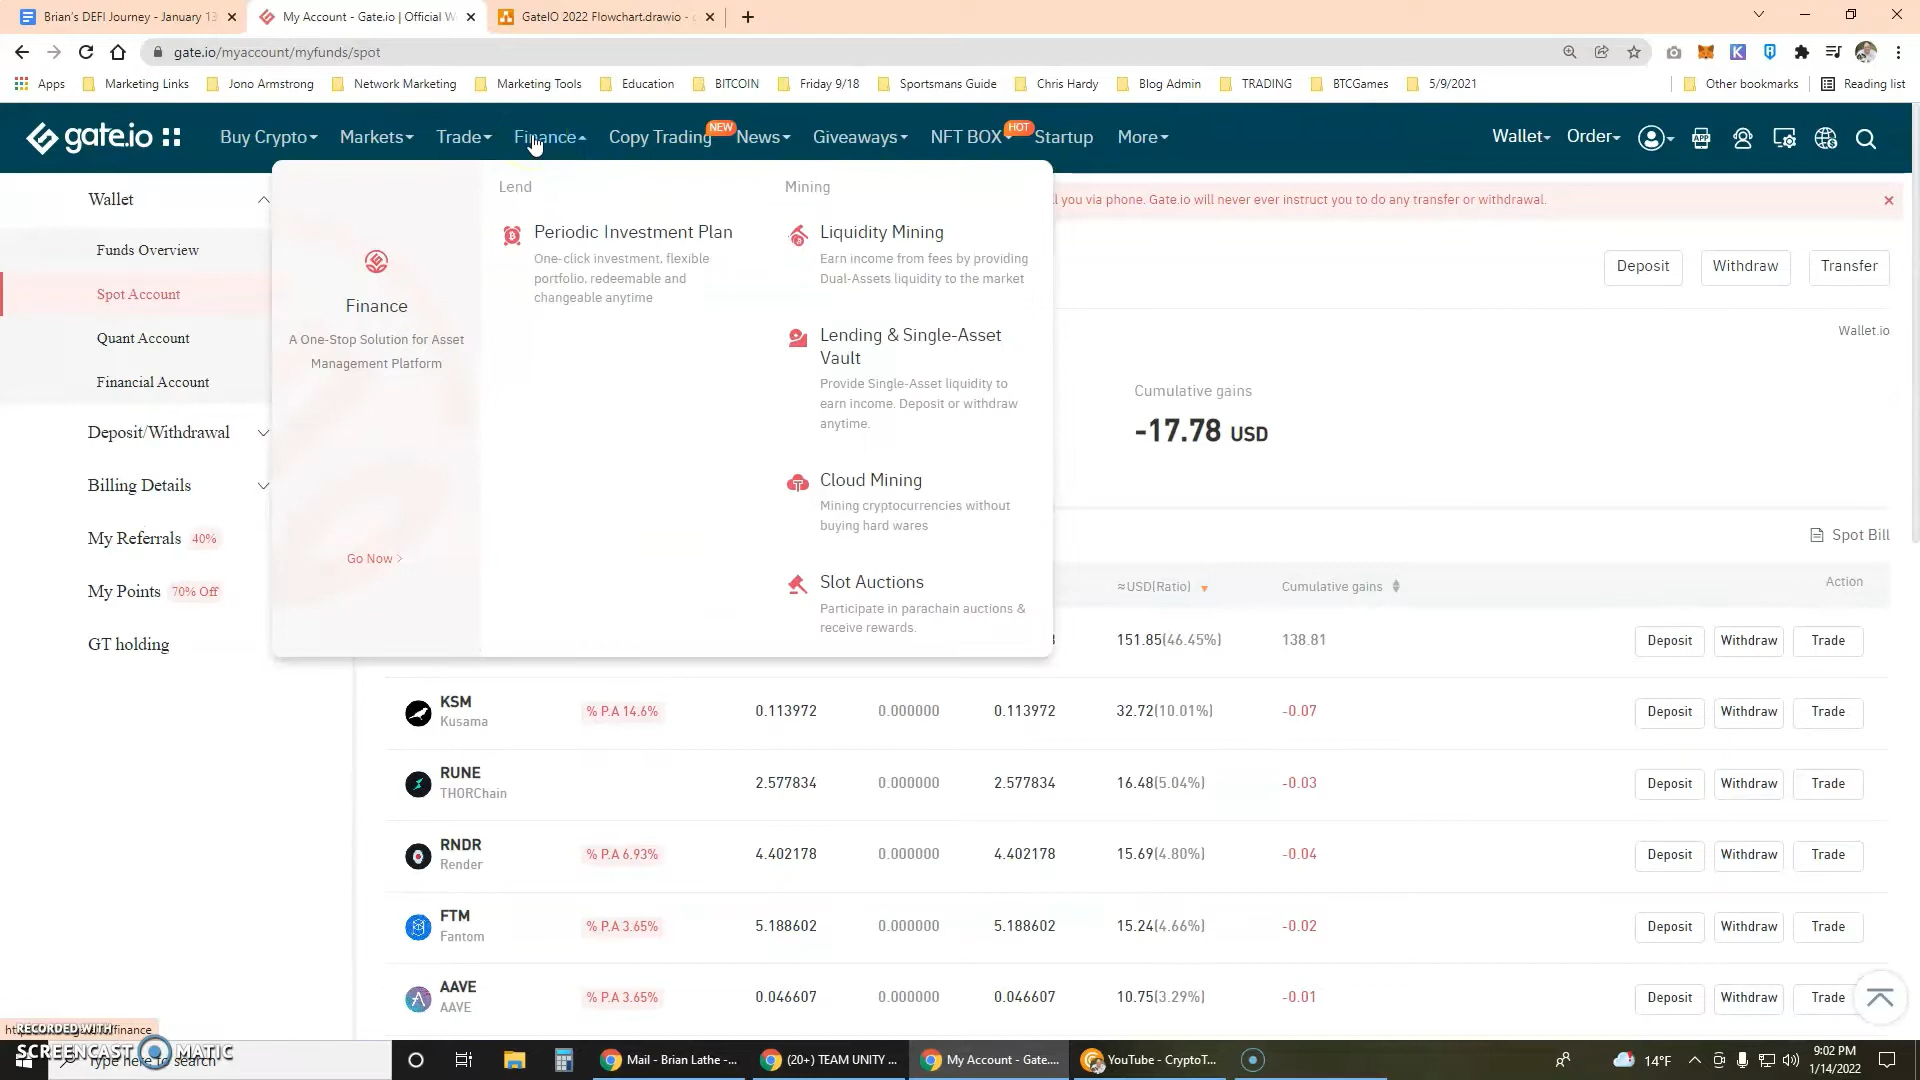 Brian's DEFI Journey - January 13
My Account - Gate.io | Official W
GateIO 2022 Flowchart.drawio -
gate.io/myaccount/myfunds/spot
Apps
Marketing Links
Jono Armstrong
Network Marketing
Marketing Tools
Education
BITCOIN
Friday 9/18
Sportsmans Guide
Chris Hardy
Blog Admin
TRADING
BTCGames
5/9/2021
Other bookmarks
Reading list
gate.io
Buy Crypto
Markets
Trade
Finance
Copy Trading
NEW
News
Giveaways
NFT BOX
HOT
Startup
More
Wallet
Order
APP
Wallet
Funds Overview
Spot Account
Quant Account
Financial Account
Deposit/Withdrawal
Billing Details
My Referrals 40%
My Points 70% Off
GT holding
Finance
A One-Stop Solution for Asset
Management Platform
Go Now >
Lend
Periodic Investment Plan
One-click investment, flexible
portfolio, redeemable and
changeable anytime
Mining
Liquidity Mining
Earn income from fees by providing
Dual-Assets liquidity to the market
Lending & Single-Asset
Vault
Provide Single-Asset liquidity to
earn income. Deposit or withdraw
anytime.
Cloud Mining
Mining cryptocurrencies without
buying hard wares
Slot Auctions
Participate in parachain auctions &
receive rewards.
ll you via phone. Gate.io will never ever instruct you to do any transfer or withdrawal.
Deposit
Withdraw
Transfer
Wallet.io
Cumulative gains
-17.78 USD
Spot Bill
≈USD(Ratio)
Cumulative gains
Action
151.85(46.45%) 138.81 Deposit Withdraw Trade
KSM
Kusama
% P.A 14.6% 0.113972 0.000000 0.113972 32.72(10.01%) -0.07 Deposit Withdraw Trade
RUNE
THORChain
2.577834 0.000000 2.577834 16.48(5.04%) -0.03 Deposit Withdraw Trade
RNDR
Render
% P.A 6.93% 4.402178 0.000000 4.402178 15.69(4.80%) -0.04 Deposit Withdraw Trade
FTM
Fantom
% P.A 3.65% 5.188602 0.000000 5.188602 15.24(4.66%) -0.02 Deposit Withdraw Trade
AAVE
AAVE
% P.A 3.65% 0.046607 0.000000 0.046607 10.75(3.29%) -0.01 Deposit Withdraw Trade
RECORDED WITH
SCREENCAST MATIC
Type here to search
Mail - Brian Lathe -...
(20+) TEAM UNITY ...
My Account - Gate....
YouTube - CryptoT...
14°F
9:02 PM
1/14/2022